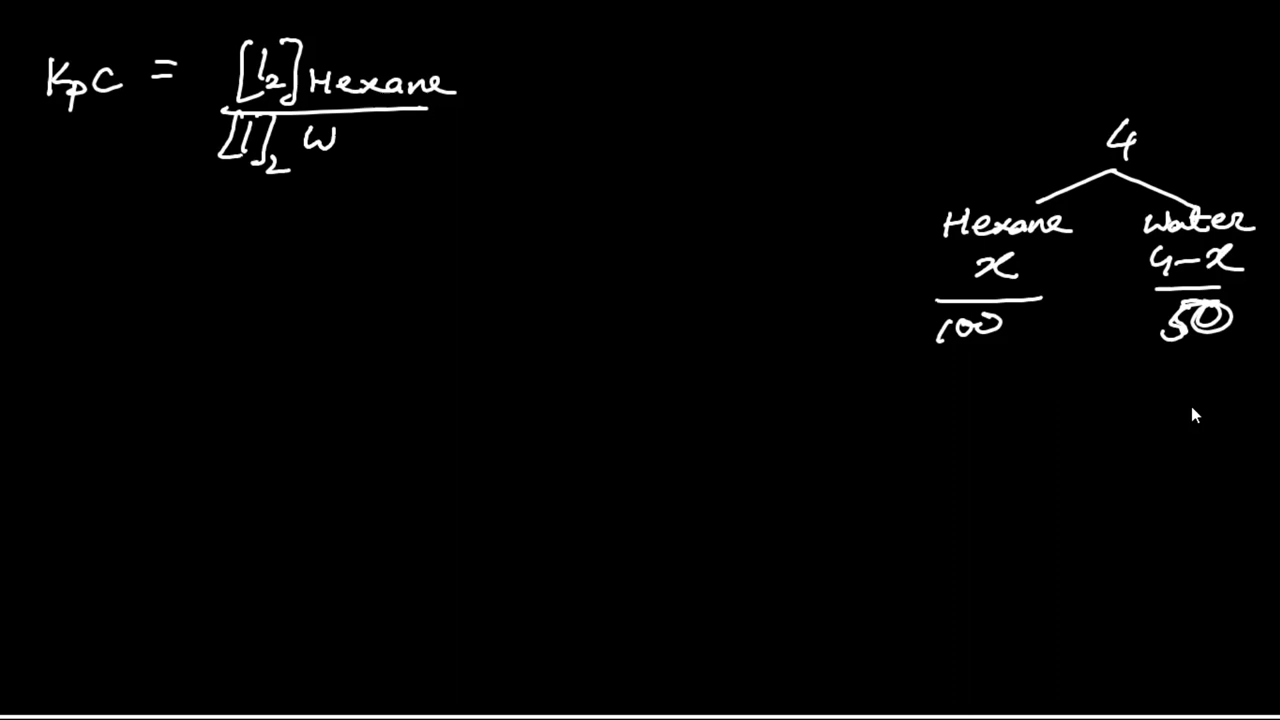 Kpc = [I2] Hexane
[I]2 W
4
Hexane Water
x 4-x
100 50